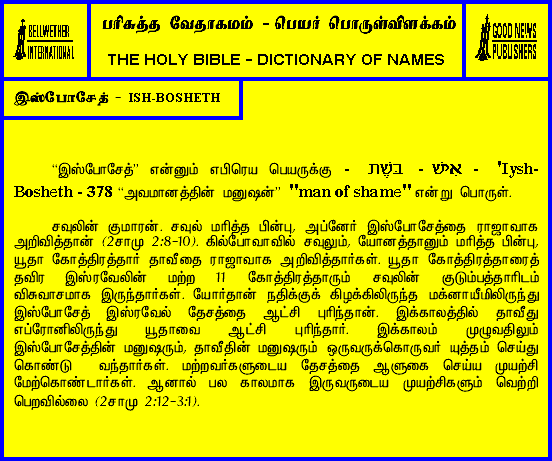 BELLWETHER
INTERNATIONAL
பரிசுத்த வேதாகமம் - பெயர் பொருள்விளக்கம்
THE HOLY BIBLE - DICTIONARY OF NAMES
GOOD NEWS
PUBLISHERS
இஸ்போசேத் - ISH-BOSHETH
“இஸ்போசேத்” என்னும் எபிரெய பெயருக்கு - אִישׁ - בּשֶׁת - 'Iysh-
Bosheth - 378 “அவமானத்தின் மனுஷன்” "man of shame" என்று பொருள்.
சவுலின் குமாரன். சவுல் மரித்த பின்பு, அப்னேர் இஸ்போசேத்தை ராஜாவாக
அறிவித்தான் (2சாமு 2:8-10). கில்போவாவில் சவுலும், யோனத்தானும் மரித்த பின்பு,
யூதா கோத்திரத்தார் தாவீதை ராஜாவாக அறிவித்தார்கள். யூதா கோத்திரத்தாரைத்
தவிர இஸ்ரவேலின் மற்ற 11 கோத்திரத்தாரும் சவுலின் குடும்பத்தாரிடம்
விசுவாசமாக இருந்தார்கள். யோர்தான் நதிக்குக் கிழக்கிலிருந்த மக்னாயீமிலிருந்து
இஸ்போசேத் இஸ்ரவேல் தேசத்தை ஆட்சி புரிந்தான். இக்காலத்தில் தாவீது
எப்ரோனிலிருந்து யூதாவை ஆட்சி புரிந்தார். இக்காலம் முழுவதிலும்
இஸ்போசேத்தின் மனுஷரும், தாவீதின் மனுஷரும் ஒருவருக்கொருவர் யுத்தம் செய்து
கொண்டு வந்தார்கள். மற்றவர்களுடைய தேசத்தை ஆளுகை செய்ய முயற்சி
மேற்கொண்டார்கள். ஆனால் பல காலமாக இருவருடைய முயற்சிகளும் வெற்றி
பெறவில்லை (2சாமு 2:12-3:1).